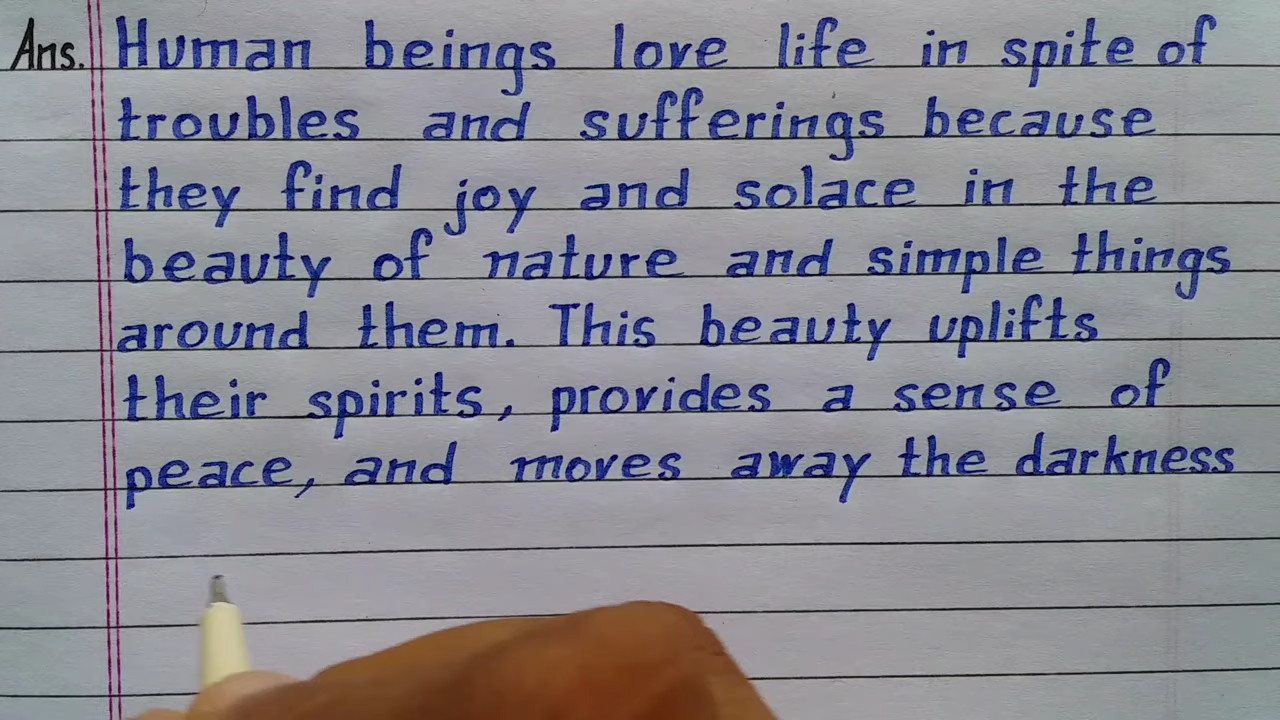 Ans. Human beings love life in spite of
troubles and sufferings because
they find joy and solace in the
beauty of nature and simple things
around them. This beauty uplifts
their spirits, provides a sense of
peace, and moves away the darkness